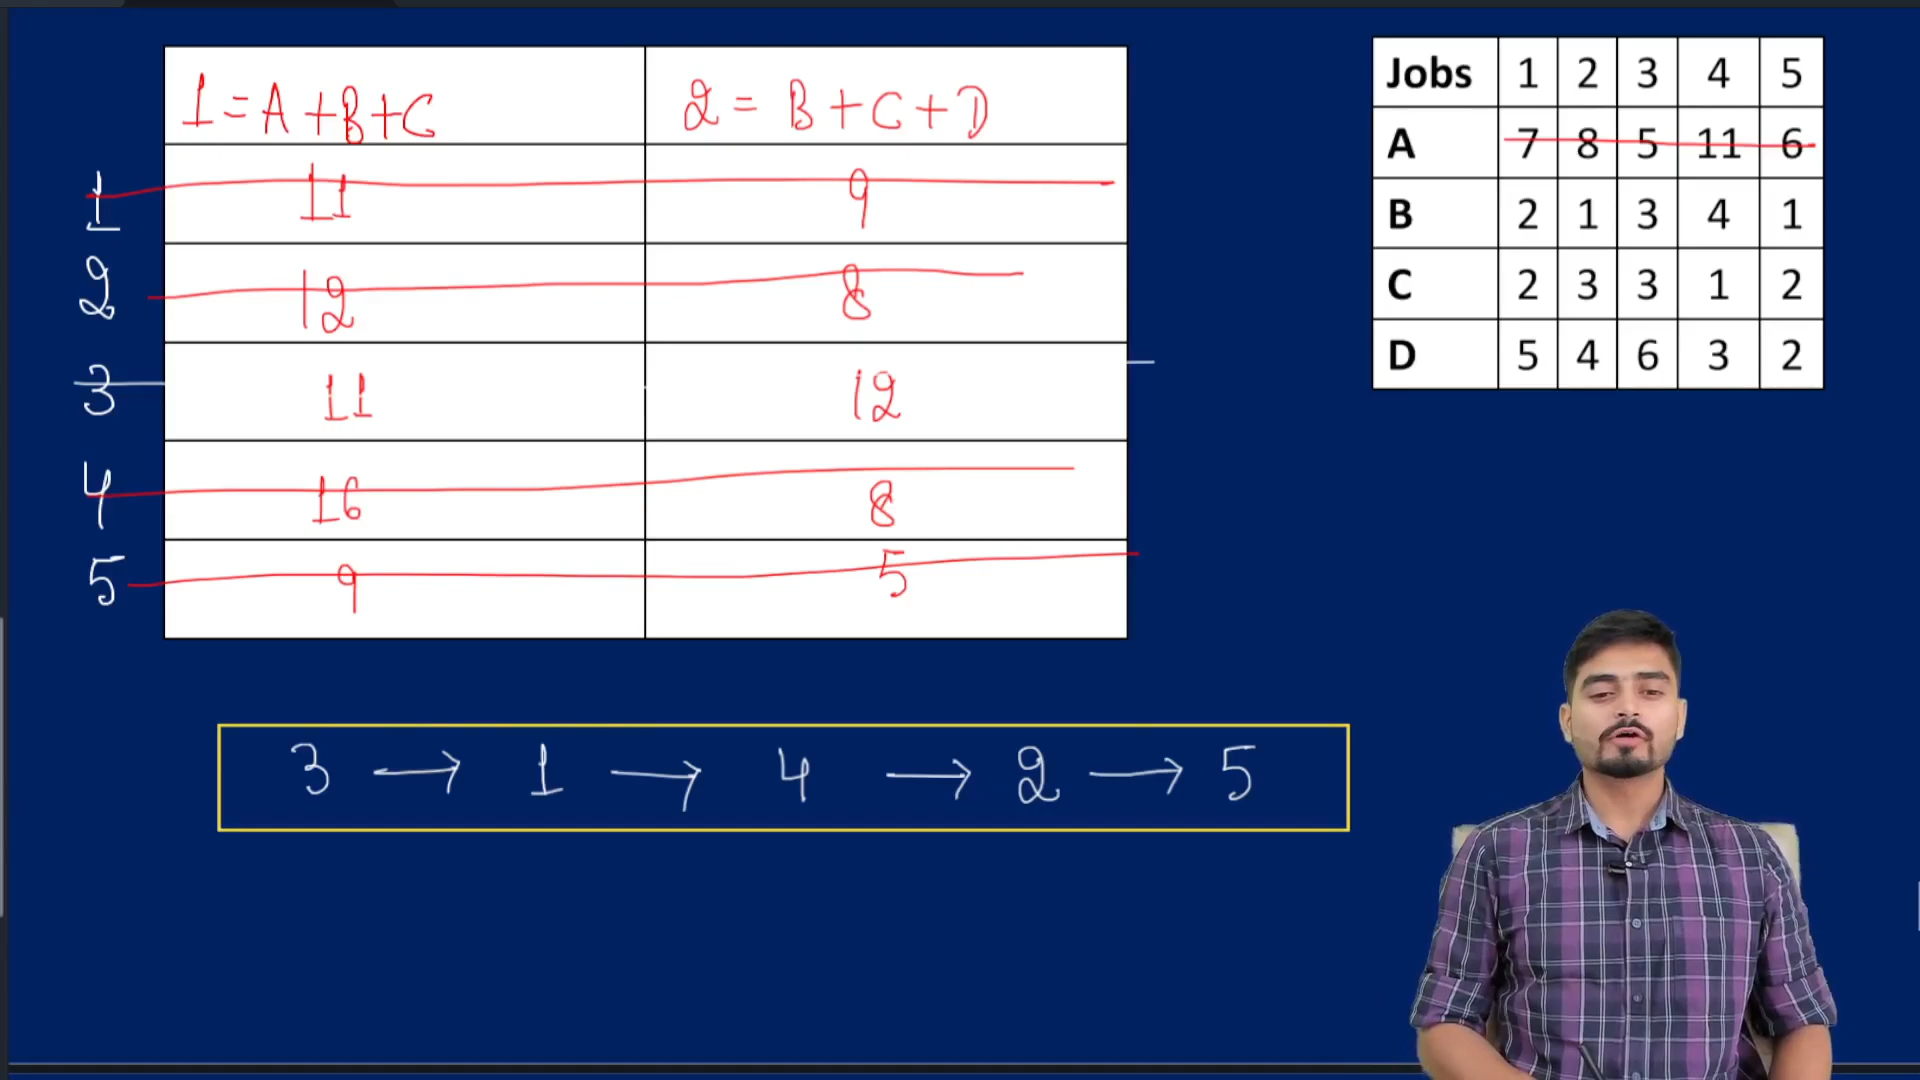 1 = A + B + C 2 = B + C + D
1 11 9
2 12 8
3 11 12
4 16 8
5 9 5
Jobs 1 2 3 4 5
A 7 8 5 11 6
B 2 1 3 4 1
C 2 3 3 1 2
D 5 4 6 3 2
3 → 1 → 4 → 2 → 5